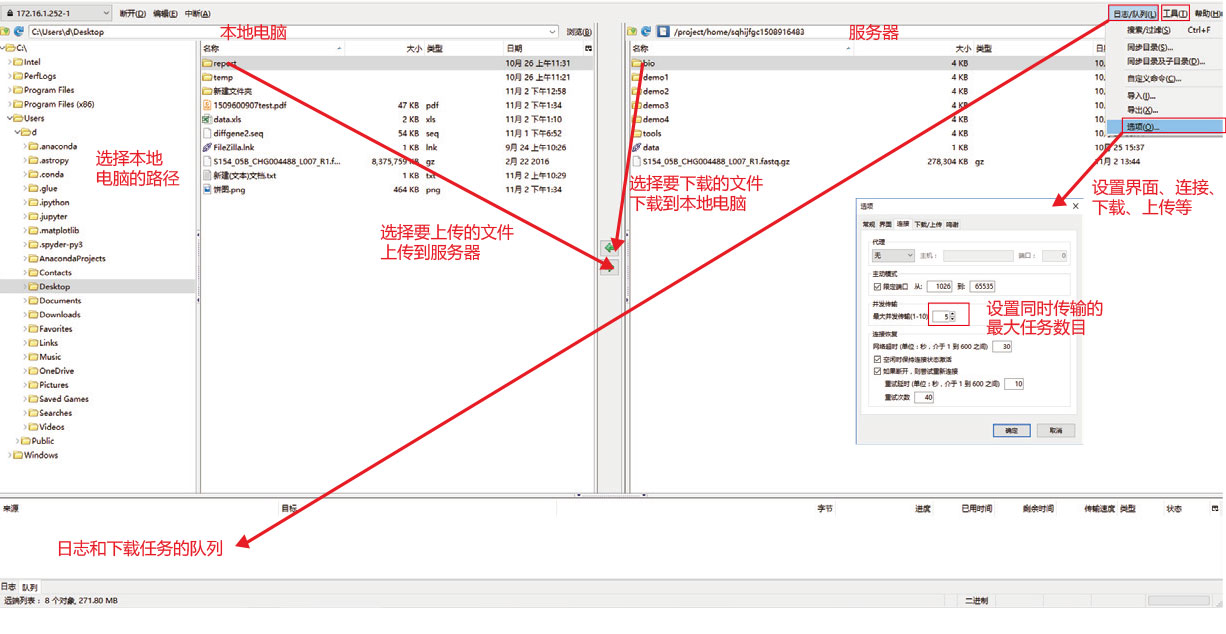 172.16.1.252-1
断开(D) 编辑(E) 中断(A)
日志/队列(L) 工具(T) 帮助(H)
C:\Users\d\Desktop
浏览(B)
/project/home/sqhijfgc1508916483
本地电脑
服务器
搜索/过滤(S) Ctrl+F
同步目录(S)...
同步目录及子目录(D)...
自定义命令(C)...
导入(I)...
导出(X)...
选项(O)...
C:\
Intel
PerfLogs
Program Files
Program Files (x86)
Users
d
.anaconda
.astropy
.conda
.glue
.ipython
.jupyter
.matplotlib
.spyder-py3
AnacondaProjects
Contacts
Desktop
Documents
Downloads
Favorites
Links
Music
OneDrive
Pictures
Saved Games
Searches
Videos
Public
Windows
选择本地
电脑的路径
名称 大小 类型 日期
report 10月 26 上午11:31
temp 10月 26 上午11:21
新建文件夹 11月 2 下午12:58
1509600907test.pdf 47 KB pdf 11月 2 下午1:34
data.xls 2 KB xls 11月 2 下午1:10
diffgene2.seq 54 KB seq 11月 1 下午6:52
FileZilla.lnk 1 KB lnk 9月 24 上午10:26
S154_05B_CHG004488_L007_R1.f... 8,375,759 KB gz 2月 22 2016
新建(文本)文档.txt 1 KB txt 11月 2 上午10:29
拼图.png 464 KB png 11月 2 下午1:34
选择要上传的文件
上传到服务器
名称 大小 类型
bio 4 KB
demo1 4 KB
demo2 4 KB
demo3 4 KB
demo4 4 KB
tools 4 KB
data 1 KB 25 15:37
S154_05B_CHG004488_L007_R1.fastq.gz 278,304 KB gz 2 13:44
选择要下载的文件
下载到本地电脑
设置界面、连接、
下载、上传等
选项
常规 界面 连接 下载/上传 鸣谢
代理
无 主机: 端口: 0
主动模式
限定端口 从: 1026 到: 65535
并发传输
最大并发传输(1-10) 5
设置同时传输的
最大任务数目
连接恢复
网络超时 (单位:秒,介于 1 到 600 之间) 30
空闲时保持连接状态激活
如果断开,则尝试重新连接
重试延时 (单位:秒,介于 1 到 600 之间) 10
重试次数 40
确定 取消
来源 目标 字节 进度 已用时间 剩余时间 传输速度 类型 状态
日志和下载任务的队列
日志 队列
远端列表: 8 个对象, 271.80 MB
二进制